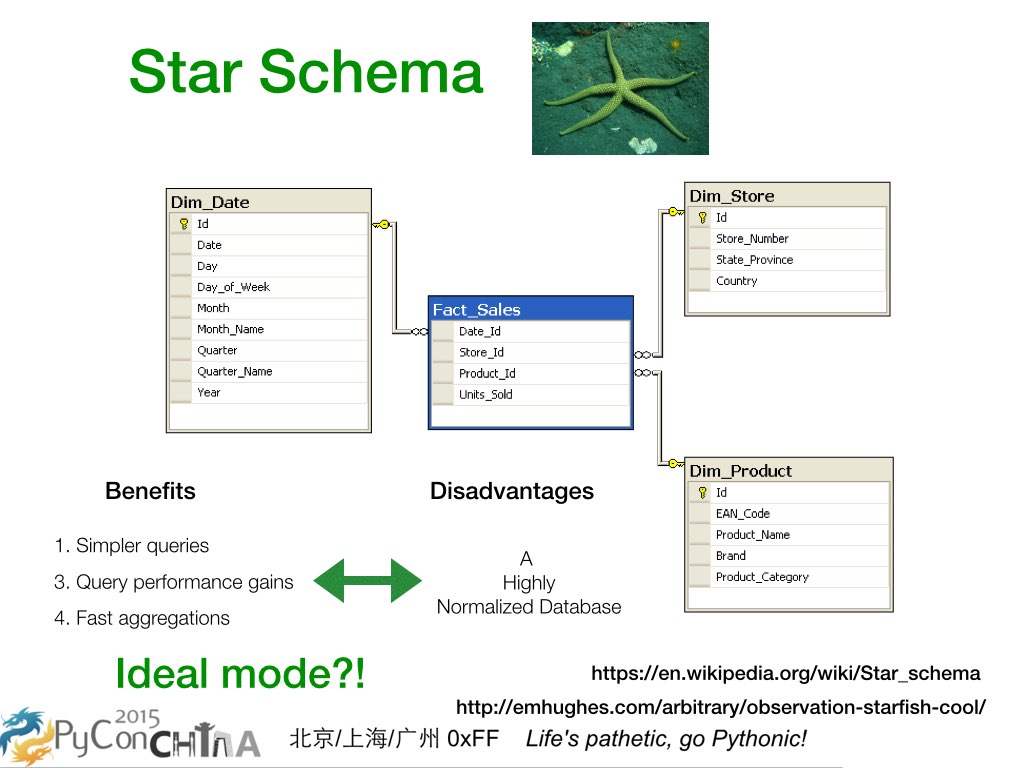 Star Schema
Dim_Date
Id
Date
Day
Day_of_Week
Month
Month_Name
Quarter
Quarter_Name
Year
Fact_Sales
Date_Id
Store_Id
Product_Id
Units_Sold
Dim_Store
Id
Store_Number
State_Province
Country
Dim_Product
Id
EAN_Code
Product_Name
Brand
Product_Category
Benefits
1. Simpler queries
3. Query performance gains
4. Fast aggregations
Disadvantages
A
Highly
Normalized Database
Ideal mode?!
https://en.wikipedia.org/wiki/Star_schema
http://emhughes.com/arbitrary/observation-starfish-cool/
2015
PyConCHINA
北京/上海/广州 0xFF Life's pathetic, go Pythonic!